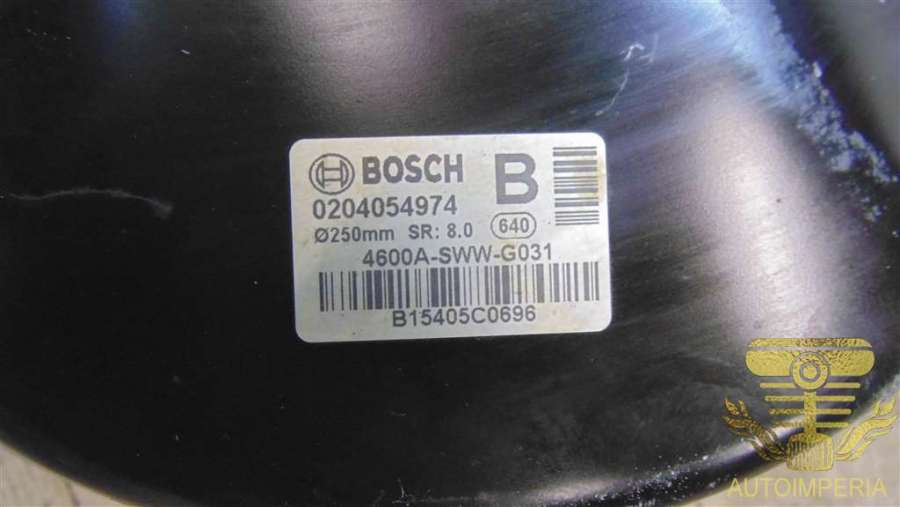 BOSCH B
0204054974
Ø250mm SR: 8.0 640
4600A-SWW-G031
B15405C0696
AUTOIMPERIA